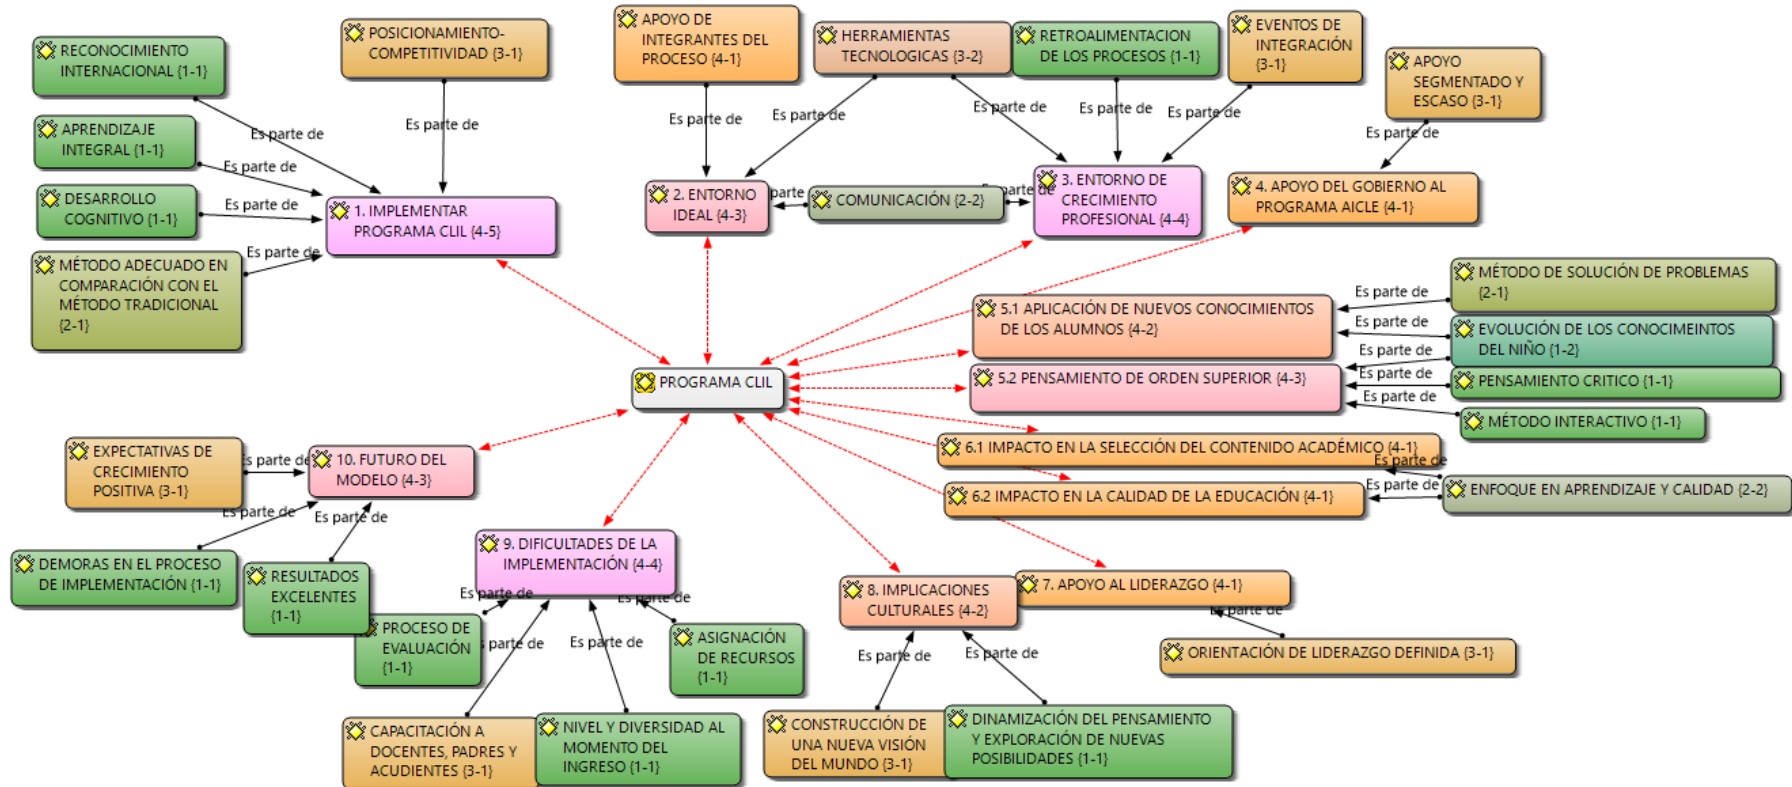 RECONOCIMIENTO
INTERNACIONAL {1-1}
POSICIONAMIENTO-
COMPETITIVIDAD {3-1}
APOYO DE
INTEGRANTES DEL
PROCESO {4-1}
HERRAMIENTAS
TECNOLOGICAS {3-2}
RETROALIMENTACION
DE LOS PROCESOS {1-1}
EVENTOS DE
INTEGRACIÓN
{3-1}
APOYO
SEGMENTADO Y
ESCASO {3-1}
Es parte de
Es parte de
Es parte de
Es parte de
Es parte de
Es parte de
Es parte de
Es parte de
APRENDIZAJE
INTEGRAL {1-1}
Es parte de
DESARROLLO
COGNITIVO {1-1}
Es parte de
MÉTODO ADECUADO EN
COMPARACIÓN CON EL
MÉTODO TRADICIONAL
{2-1}
Es parte de
1. IMPLEMENTAR
PROGRAMA CLIL {4-5}
2. ENTORNO
IDEAL {4-3}
parte
COMUNICACIÓN {2-2}
Es parte de
3. ENTORNO DE
CRECIMIENTO
PROFESIONAL {4-4}
4. APOYO DEL GOBIERNO AL
PROGRAMA AICLE {4-1}
5.1 APLICACIÓN DE NUEVOS CONOCIMIENTOS
DE LOS ALUMNOS {4-2}
Es parte de
MÉTODO DE SOLUCIÓN DE PROBLEMAS
{2-1}
Es parte de
EVOLUCIÓN DE LOS CONOCIMEINTOS
DEL NIÑO {1-2}
Es parte de
PROGRAMA CLIL
5.2 PENSAMIENTO DE ORDEN SUPERIOR {4-3}
Es parte de
PENSAMIENTO CRITICO {1-1}
Es parte de
MÉTODO INTERACTIVO {1-1}
6.1 IMPACTO EN LA SELECCIÓN DEL CONTENIDO ACADÉMICO {4-1}
Es parte de
6.2 IMPACTO EN LA CALIDAD DE LA EDUCACIÓN {4-1}
Es parte de
ENFOQUE EN APRENDIZAJE Y CALIDAD {2-2}
EXPECTATIVAS DE
CRECIMIENTO
POSITIVA {3-1}
Es parte de
10. FUTURO DEL
MODELO {4-3}
Es parte de
Es parte de
DEMORAS EN EL PROCESO
DE IMPLEMENTACIÓN {1-1}
RESULTADOS
EXCELENTES
{1-1}
9. DIFICULTADES DE LA
IMPLEMENTACIÓN {4-4}
Es parte de
Es parte de
Es parte de
Es parte de
PROCESO DE
EVALUACIÓN
{1-1}
ASIGNACIÓN
DE RECURSOS
{1-1}
CAPACITACIÓN A
DOCENTES, PADRES Y
ACUDIENTES {3-1}
NIVEL Y DIVERSIDAD AL
MOMENTO DEL
INGRESO {1-1}
8. IMPLICACIONES
CULTURALES {4-2}
7. APOYO AL LIDERAZGO {4-1}
Es parte de
ORIENTACIÓN DE LIDERAZGO DEFINIDA {3-1}
Es parte de
Es parte de
CONSTRUCCIÓN DE
UNA NUEVA VISIÓN
DEL MUNDO {3-1}
DINAMIZACIÓN DEL PENSAMIENTO
Y EXPLORACIÓN DE NUEVAS
POSIBILIDADES {1-1}